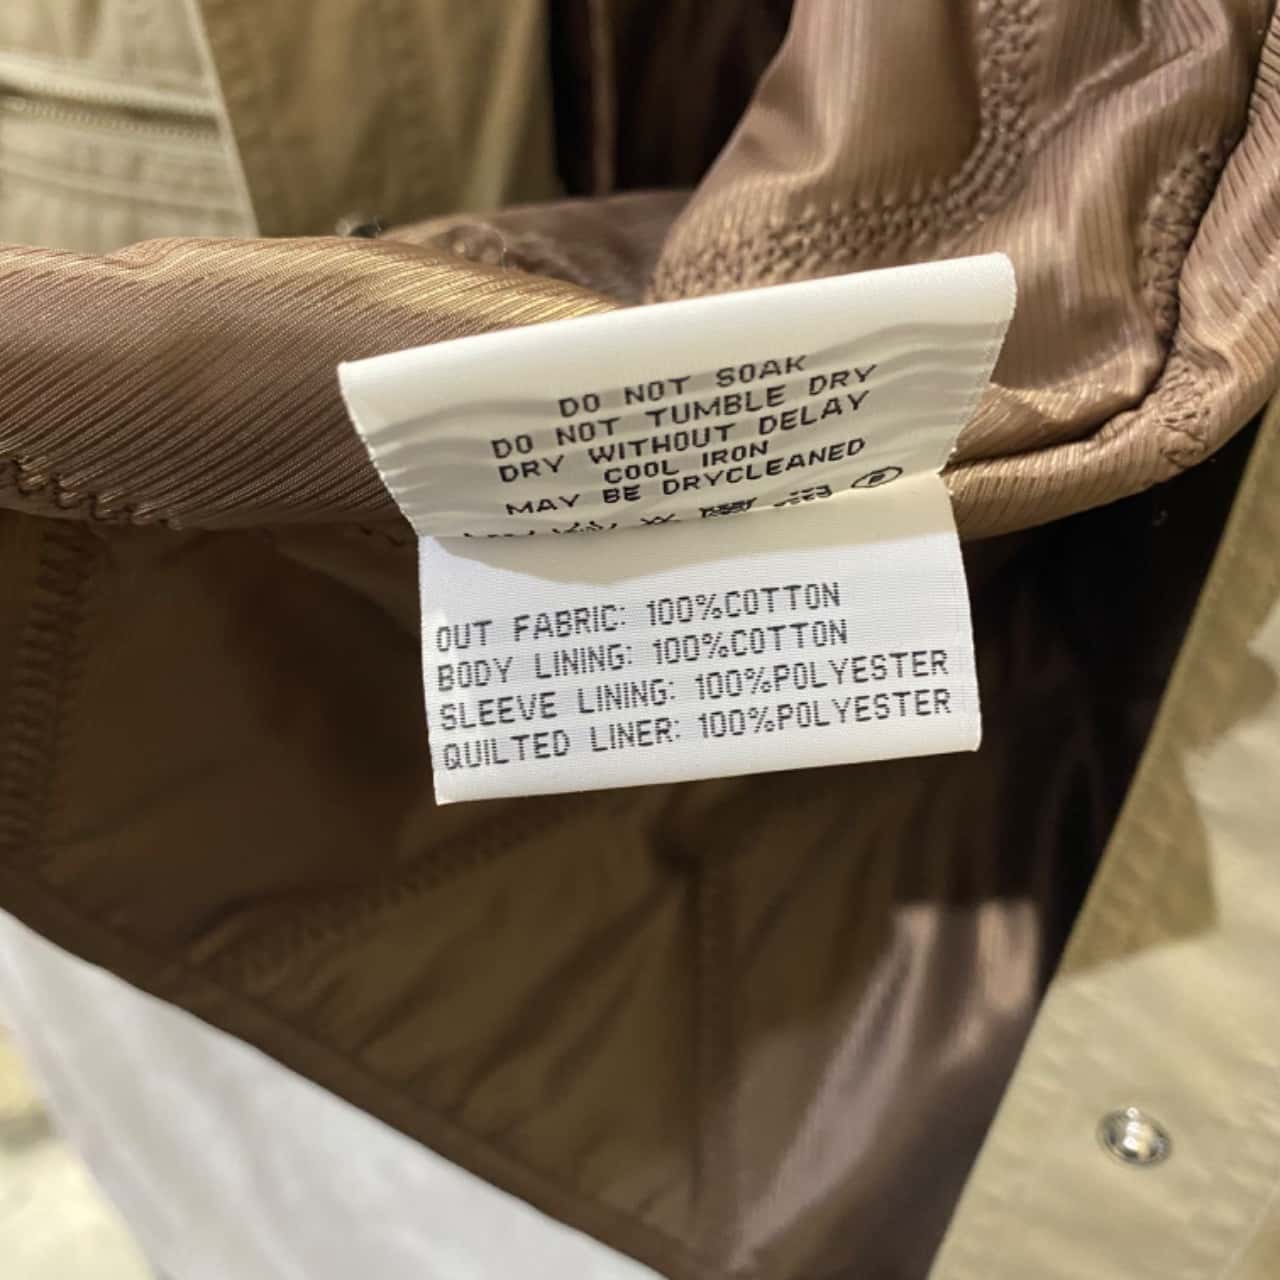 DO NOT SOAK
DO NOT TUMBLE DRY
DRY WITHOUT DELAY
COOL IRON
MAY BE DRYCLEANED
OUT FABRIC: 100%COTTON
BODY LINING: 100%COTTON
SLEEVE LINING: 100%POLYESTER
QUILTED LINER: 100%POLYESTER